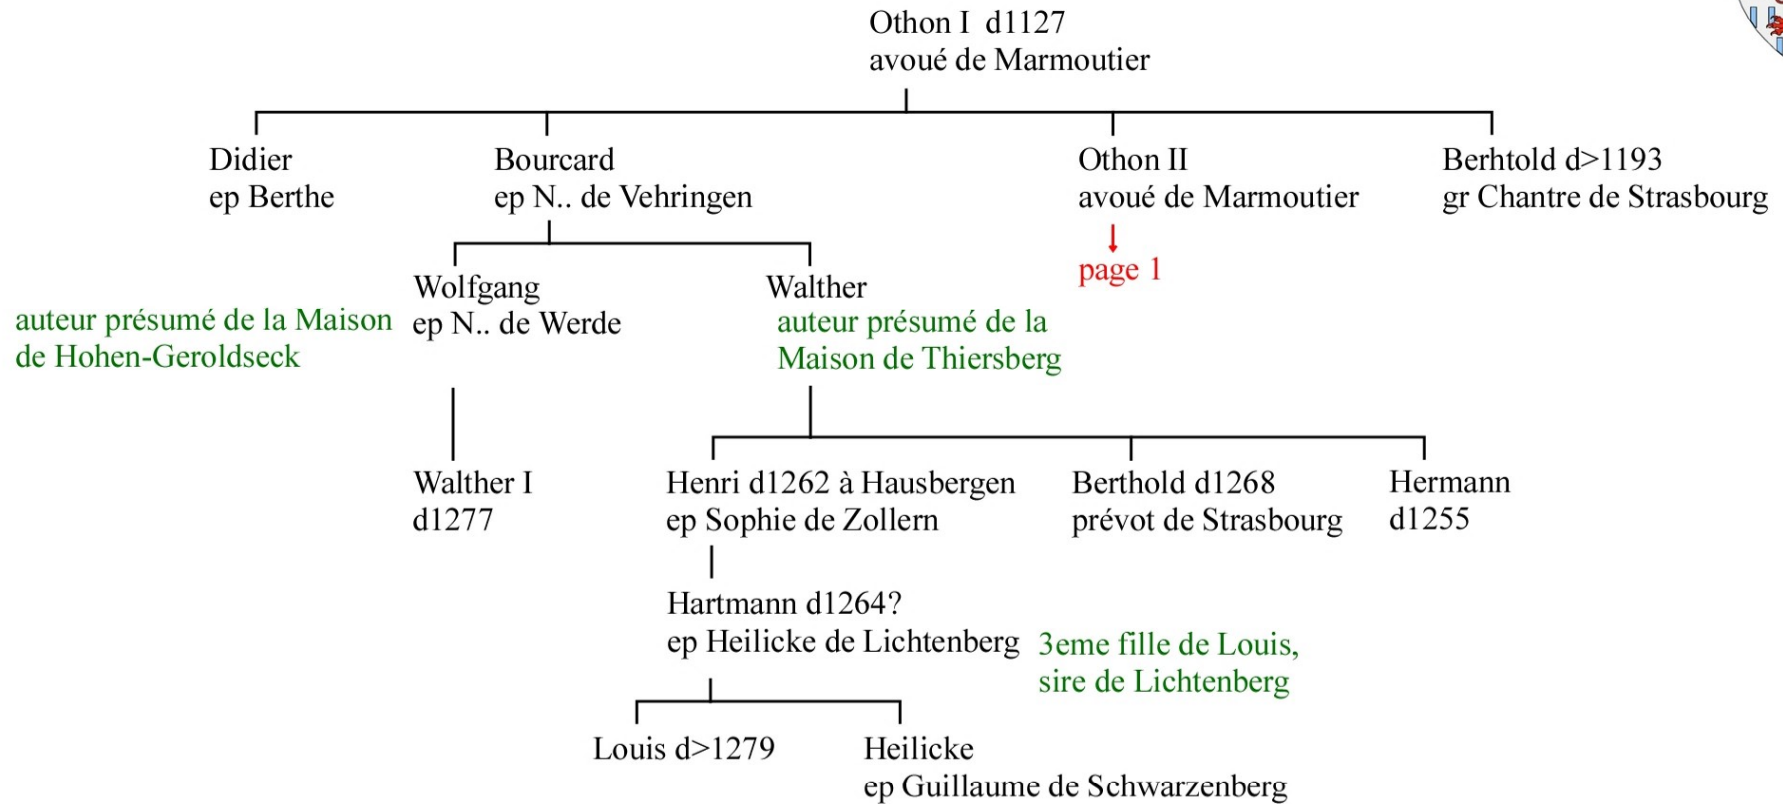 Othon I d1127
avoué de Marmoutier
Didier
ep Berthe
Bourcard
ep N.. de Vehringen
Othon II
avoué de Marmoutier
page 1
Berhtold d>1193
gr Chantre de Strasbourg
auteur présumé de la Maison
de Hohen-Geroldseck
Wolfgang
ep N.. de Werde
Walther
auteur présumé de la
Maison de Thiersberg
Walther I
d1277
Henri d1262 à Hausbergen
ep Sophie de Zollern
Berthold d1268
prévot de Strasbourg
Hermann
d1255
Hartmann d1264?
ep Heilicke de Lichtenberg
3eme fille de Louis,
sire de Lichtenberg
Louis d>1279
Heilicke
ep Guillaume de Schwarzenberg